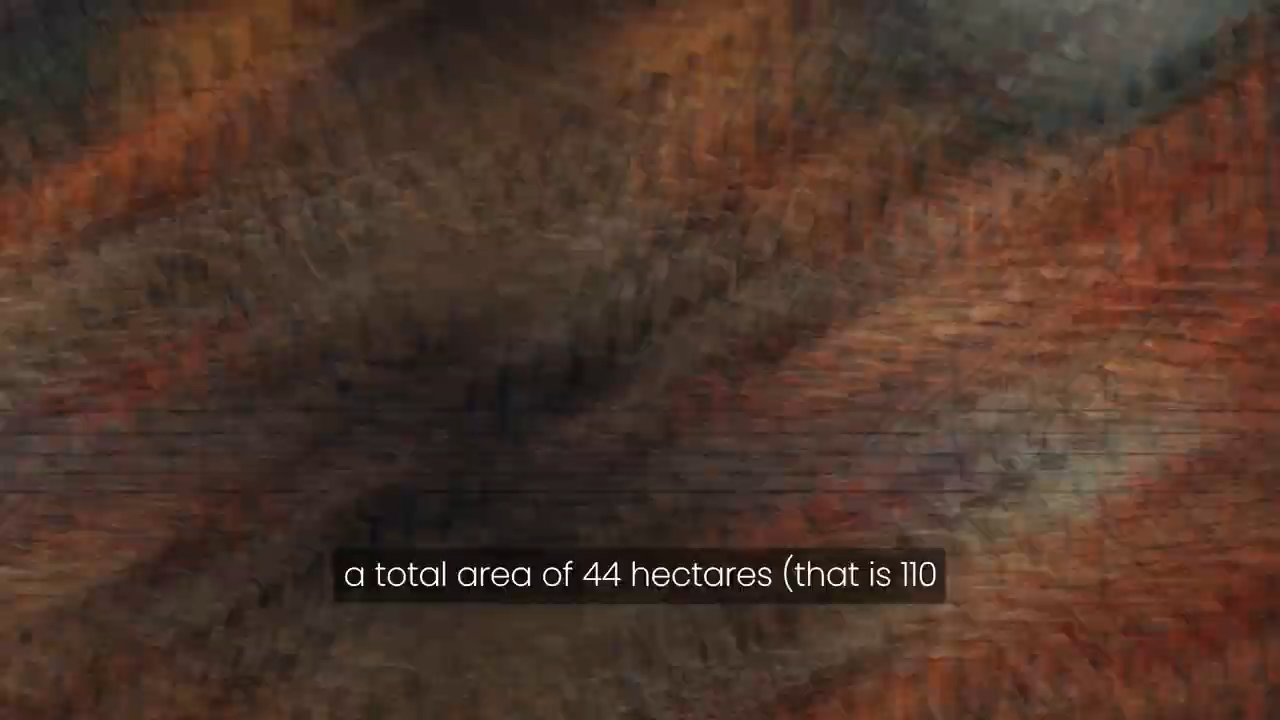 a total area of 44 hectares (that is 110